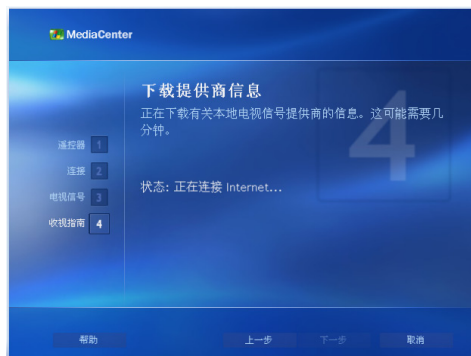 MediaCenter
下载提供商信息
正在下载有关本地电视信号提供商的信息。这可能需要几
分钟。
遥控器 1
连接 2
电视信号 3
收视指南 4
状态: 正在连接 Internet...
4
帮助 上一步 下一步 取消